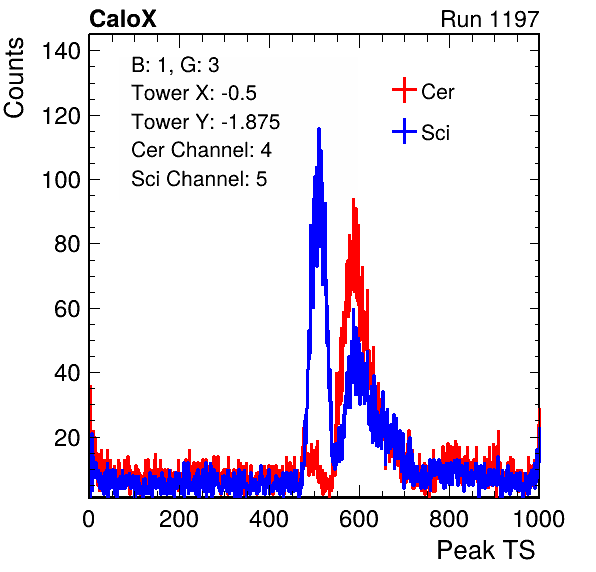 CaloX Run 1197
Counts
140
120
100
80
60
40
20
B: 1, G: 3
Tower X: -0.5
Tower Y: -1.875
Cer Channel: 4
Sci Channel: 5
Cer
Sci
0 200 400 600 800 1000
Peak TS